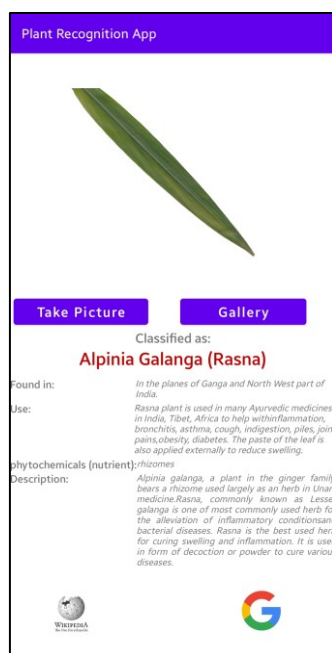 Plant Recognition App
Take Picture
Gallery
Classified as:
Alpinia Galanga (Rasna)
Found in:
In the planes of Ganga and North West part of
India.
Use:
Rasna plant is used in many Ayurvedic medicines
in India, Tibet, Africa to help withinflammation,
bronchitis, asthma, cough, indigestion, piles, join
pains,obesity, diabetes. The paste of the leaf is
also applied externally to reduce swelling.
phytochemicals (nutrient): rhizomes
Description:
Alpinia galanga, a plant in the ginger family
bears a rhizome used largely as an herb in Unan
medicine.Rasna, commonly known as Lesse
galanga is one of most commonly used herb fo
the alleviation of inflammatory conditionsan
bacterial diseases. Rasna is the best used her
for curing swelling and inflammation. It is use
in form of decoction or powder to cure variou
diseases.
WIKIPEDIA
The Free Encyclopedia
G